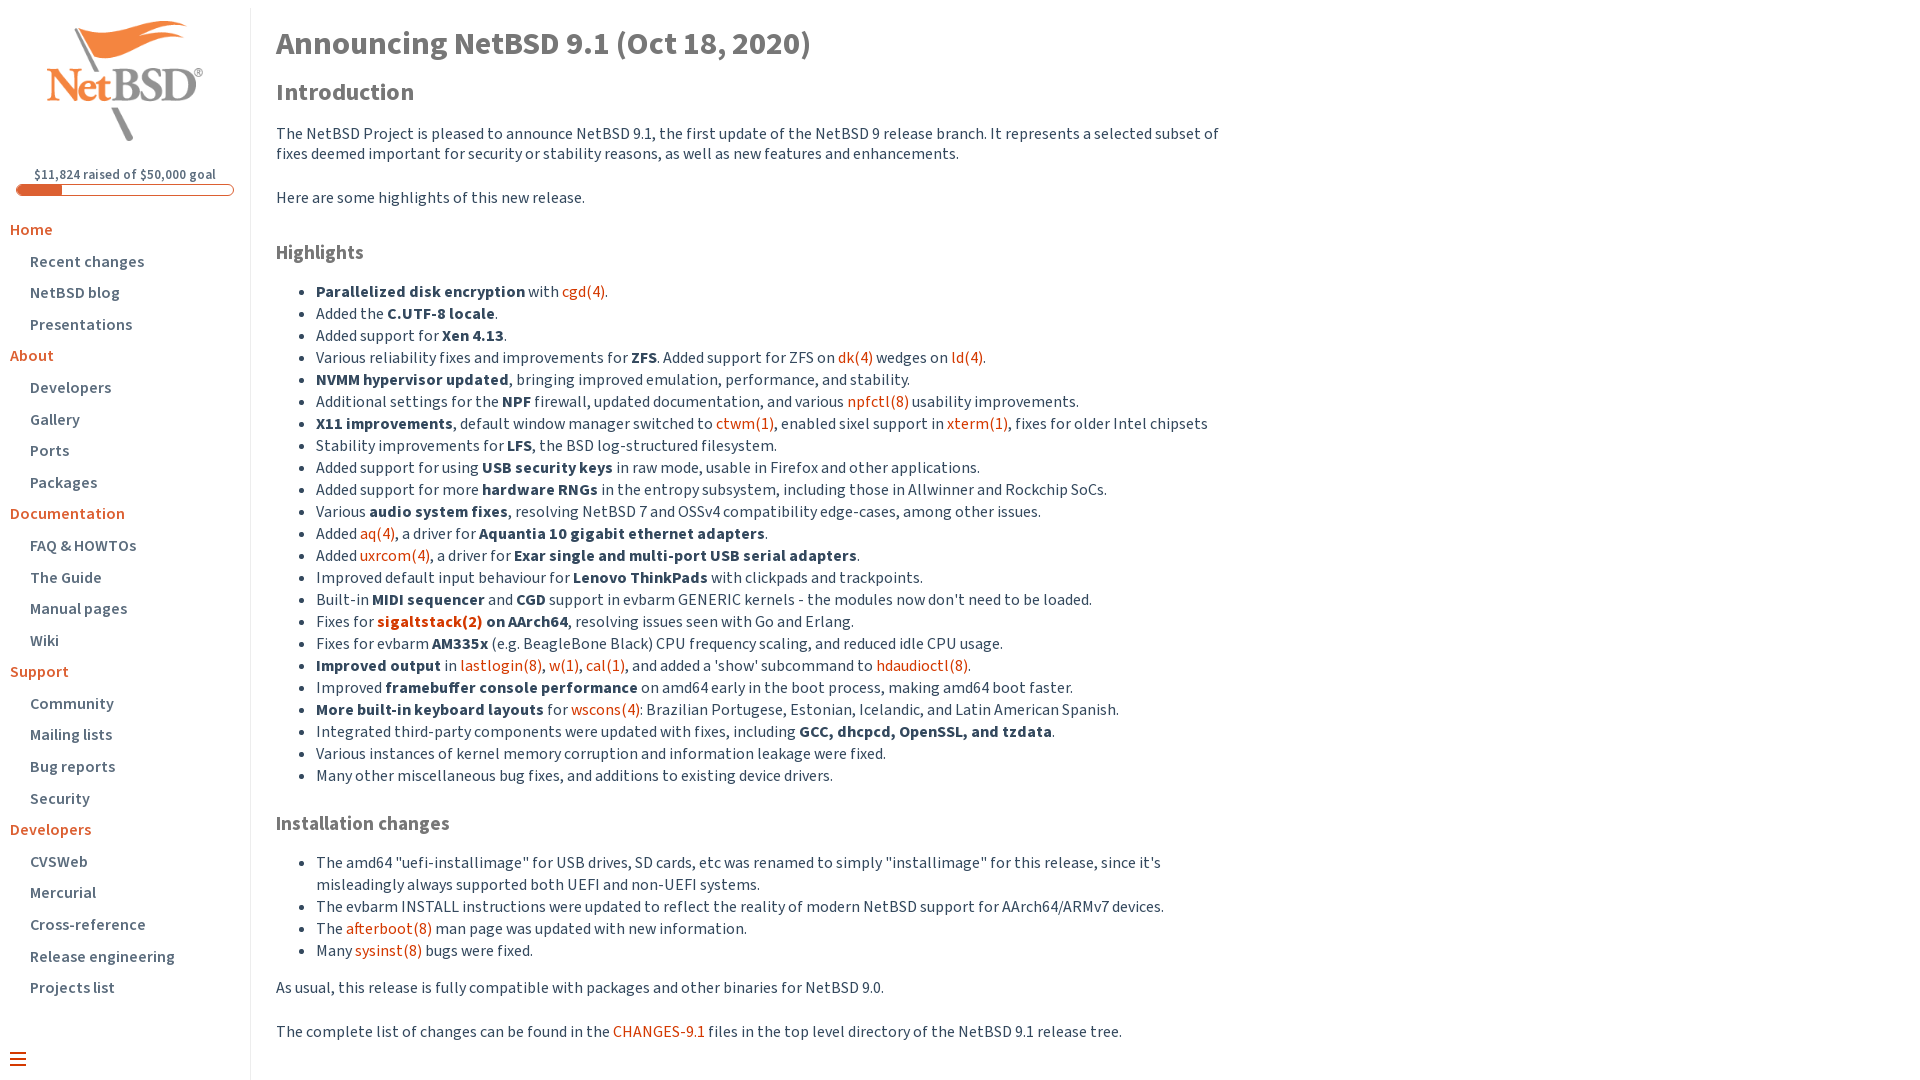 NetBSD®
$11,824 raised of $50,000 goal
Home
Recent changes
NetBSD blog
Presentations
About
Developers
Gallery
Ports
Packages
Documentation
FAQ & HOWTOs
The Guide
Manual pages
Wiki
Support
Community
Mailing lists
Bug reports
Security
Developers
CVSWeb
Mercurial
Cross-reference
Release engineering
Projects list
Announcing NetBSD 9.1 (Oct 18, 2020)
Introduction
The NetBSD Project is pleased to announce NetBSD 9.1, the first update of the NetBSD 9 release branch. It represents a selected subset of
fixes deemed important for security or stability reasons, as well as new features and enhancements.
Here are some highlights of this new release.
Highlights
• Parallelized disk encryption with cgd(4).
• Added the C.UTF-8 locale.
• Added support for Xen 4.13.
• Various reliability fixes and improvements for ZFS. Added support for ZFS on dk(4) wedges on ld(4).
• NVMM hypervisor updated, bringing improved emulation, performance, and stability.
• Additional settings for the NPF firewall, updated documentation, and various npfctl(8) usability improvements.
• X11 improvements, default window manager switched to ctwm(1), enabled sixel support in xterm(1), fixes for older Intel chipsets
• Stability improvements for LFS, the BSD log-structured filesystem.
• Added support for using USB security keys in raw mode, usable in Firefox and other applications.
• Added support for more hardware RNGs in the entropy subsystem, including those in Allwinner and Rockchip SoCs.
• Various audio system fixes, resolving NetBSD 7 and OSSv4 compatibility edge-cases, among other issues.
• Added aq(4), a driver for Aquantia 10 gigabit ethernet adapters.
• Added uxrcom(4), a driver for Exar single and multi-port USB serial adapters.
• Improved default input behaviour for Lenovo ThinkPads with clickpads and trackpoints.
• Built-in MIDI sequencer and CGD support in evbarm GENERIC kernels - the modules now don't need to be loaded.
• Fixes for sigaltstack(2) on AArch64, resolving issues seen with Go and Erlang.
• Fixes for evbarm AM335x (e.g. BeagleBone Black) CPU frequency scaling, and reduced idle CPU usage.
• Improved output in lastlogin(8), w(1), cal(1), and added a 'show' subcommand to hdaudioctl(8).
• Improved framebuffer console performance on amd64 early in the boot process, making amd64 boot faster.
• More built-in keyboard layouts for wscons(4): Brazilian Portugese, Estonian, Icelandic, and Latin American Spanish.
• Integrated third-party components were updated with fixes, including GCC, dhcpcd, OpenSSL, and tzdata.
• Various instances of kernel memory corruption and information leakage were fixed.
• Many other miscellaneous bug fixes, and additions to existing device drivers.
Installation changes
• The amd64 "uefi-installimage" for USB drives, SD cards, etc was renamed to simply "installimage" for this release, since it's
misleadingly always supported both UEFI and non-UEFI systems.
• The evbarm INSTALL instructions were updated to reflect the reality of modern NetBSD support for AArch64/ARMv7 devices.
• The afterboot(8) man page was updated with new information.
• Many sysinst(8) bugs were fixed.
As usual, this release is fully compatible with packages and other binaries for NetBSD 9.0.
The complete list of changes can be found in the CHANGES-9.1 files in the top level directory of the NetBSD 9.1 release tree.